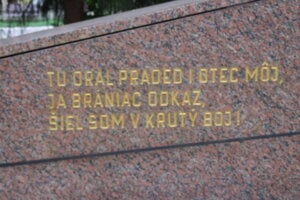 TU ORAL PRADED I OTEC MÔJ,
JA BRÁNIAC ODKAZ,
ŠIEL SOM V KRUTÝ BOJ!